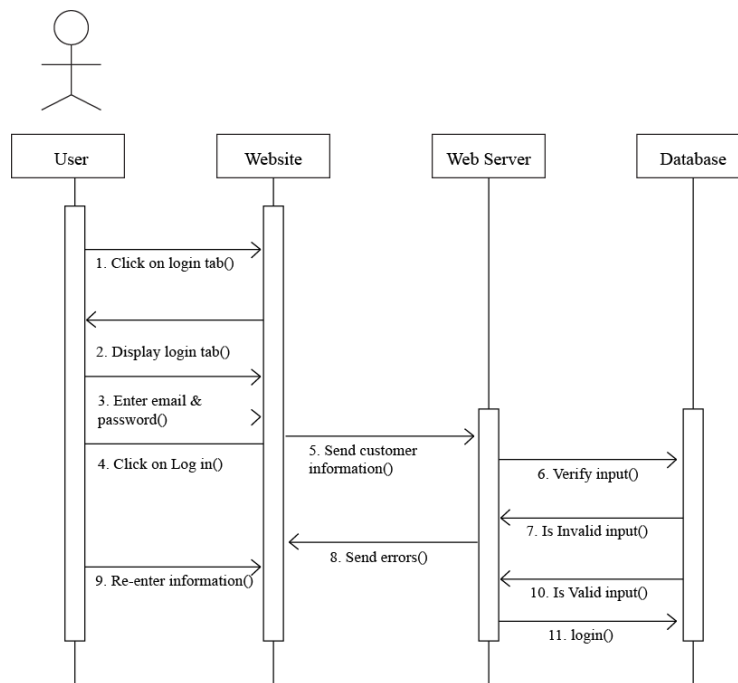 User
Website
Web Server
Database
1. Click on login tab()
2. Display login tab()
3. Enter email &
password()
4. Click on Log in()
5. Send customer
information()
6. Verify input()
7. Is Invalid input()
8. Send errors()
9. Re-enter information()
10. Is Valid input()
11. login()